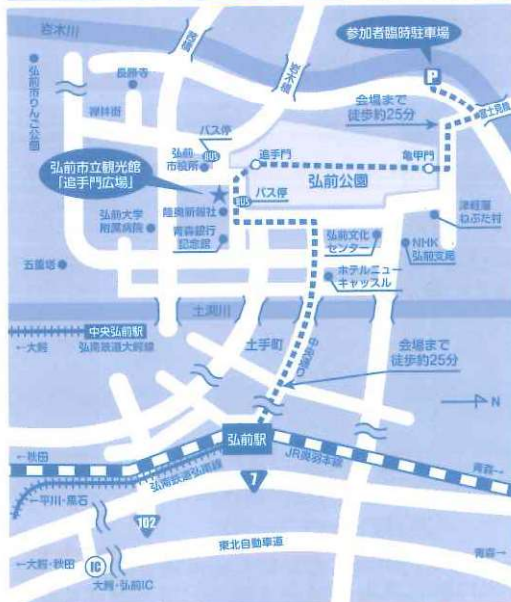 岩木川
茜橋
岩木橋
参加者臨時駐車場
P
富士見橋
弘前市りんご公園
長勝寺
禅林街
会場まで
徒歩約25分
バス停
BUS
弘前
市役所
追手門
亀甲門
弘前公園
弘前市立観光館
「追手門広場」
バス停
BUS
陸奥新報社
津軽藩
ねぷた村
弘前大学
附属病院
青森銀行
記念館
弘前文化
センター
NHK
弘前支局
五重塔
ホテルニュー
キャッスル
土淵川
中央弘前駅
←大鰐
弘南鉄道大鰐線
土手町
中央通り
会場まで
徒歩約25分
N
弘前駅
←秋田
JR奥羽本線
青森→
弘南鉄道弘南線
7
←平川・黒石
102
東北自動車道
←大鰐・秋田
IC
大鰐・弘前IC
青森→